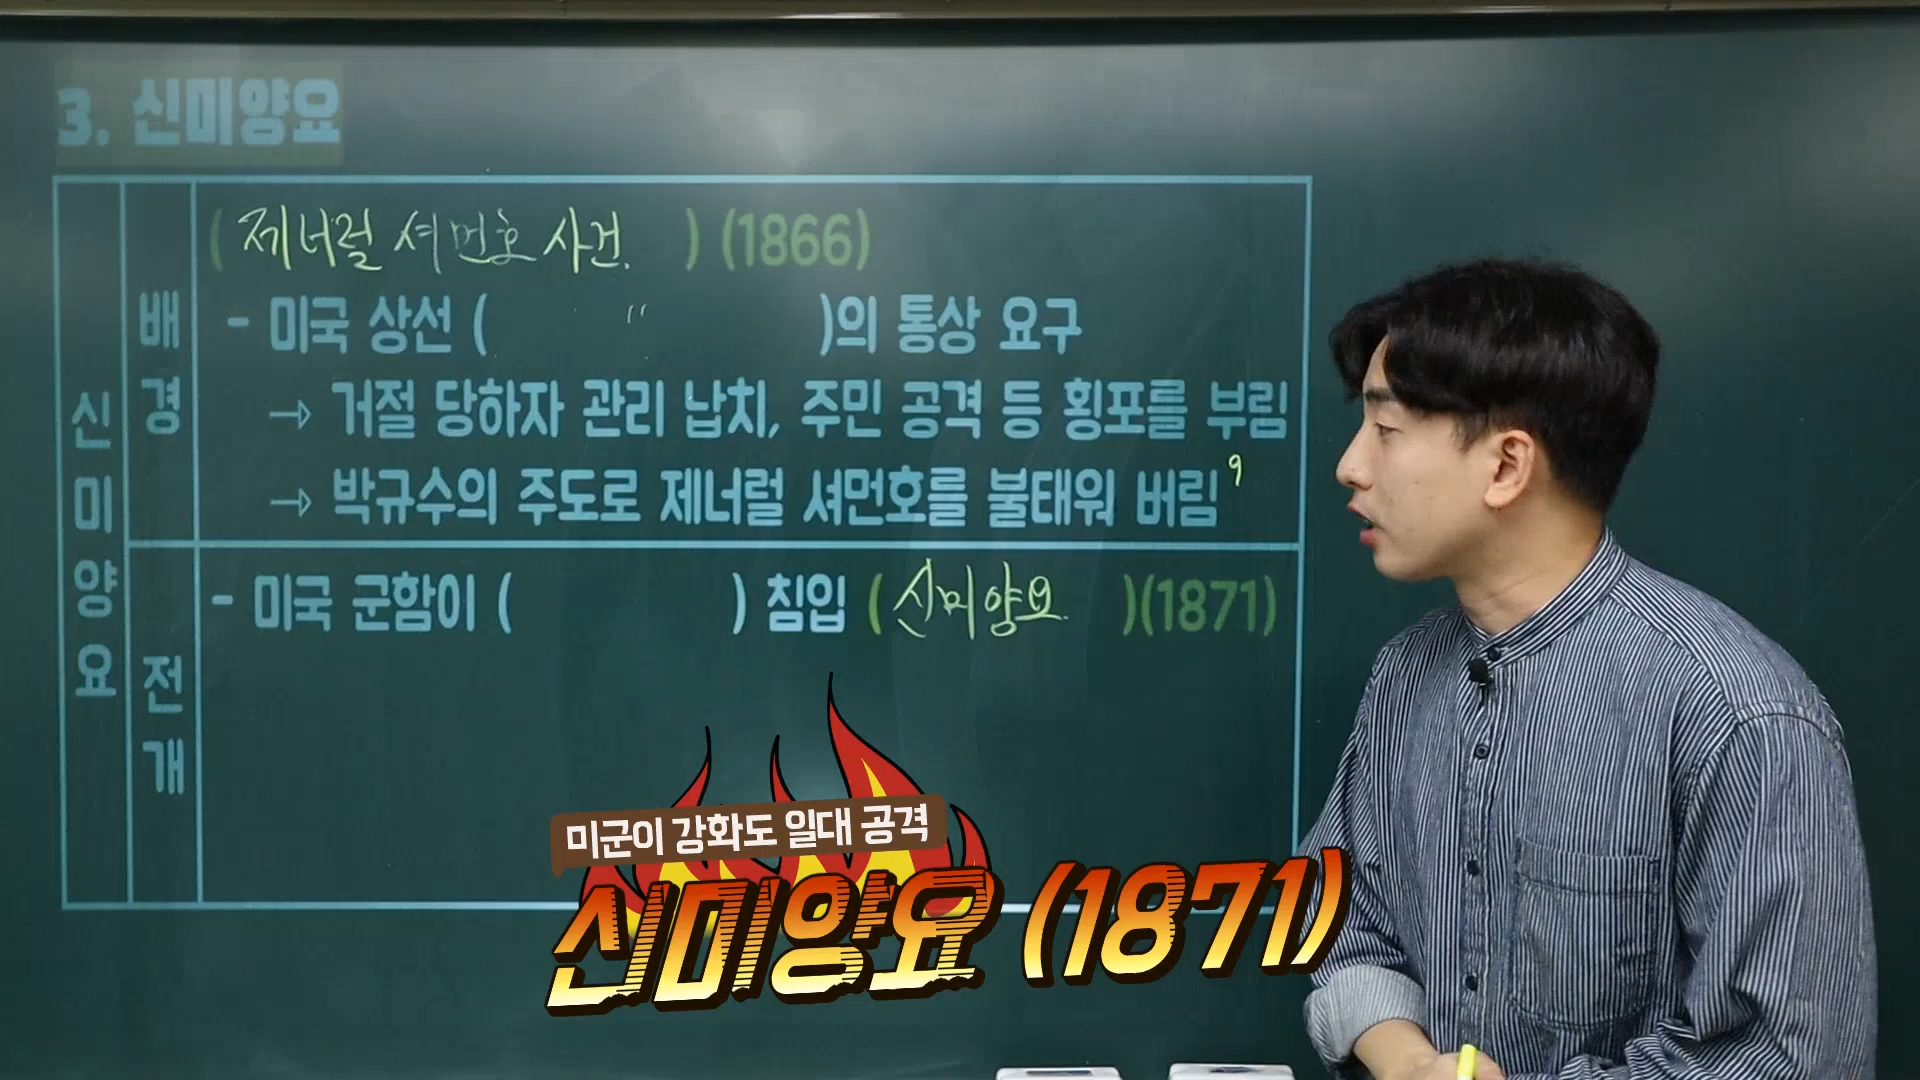 3. 신미양요
신미양요
배경
( 제너럴 셔먼호 사건. ) (1866)
- 미국 상선 ( " )의 통상 요구
→ 거절 당하자 관리 납치, 주민 공격 등 횡포를 부림
→ 박규수의 주도로 제너럴 셔먼호를 불태워 버림 9
전개
- 미국 군함이 ( ) 침입 ( 신미양요 )(1871)
미군이 강화도 일대 공격
신미양요 (1871)